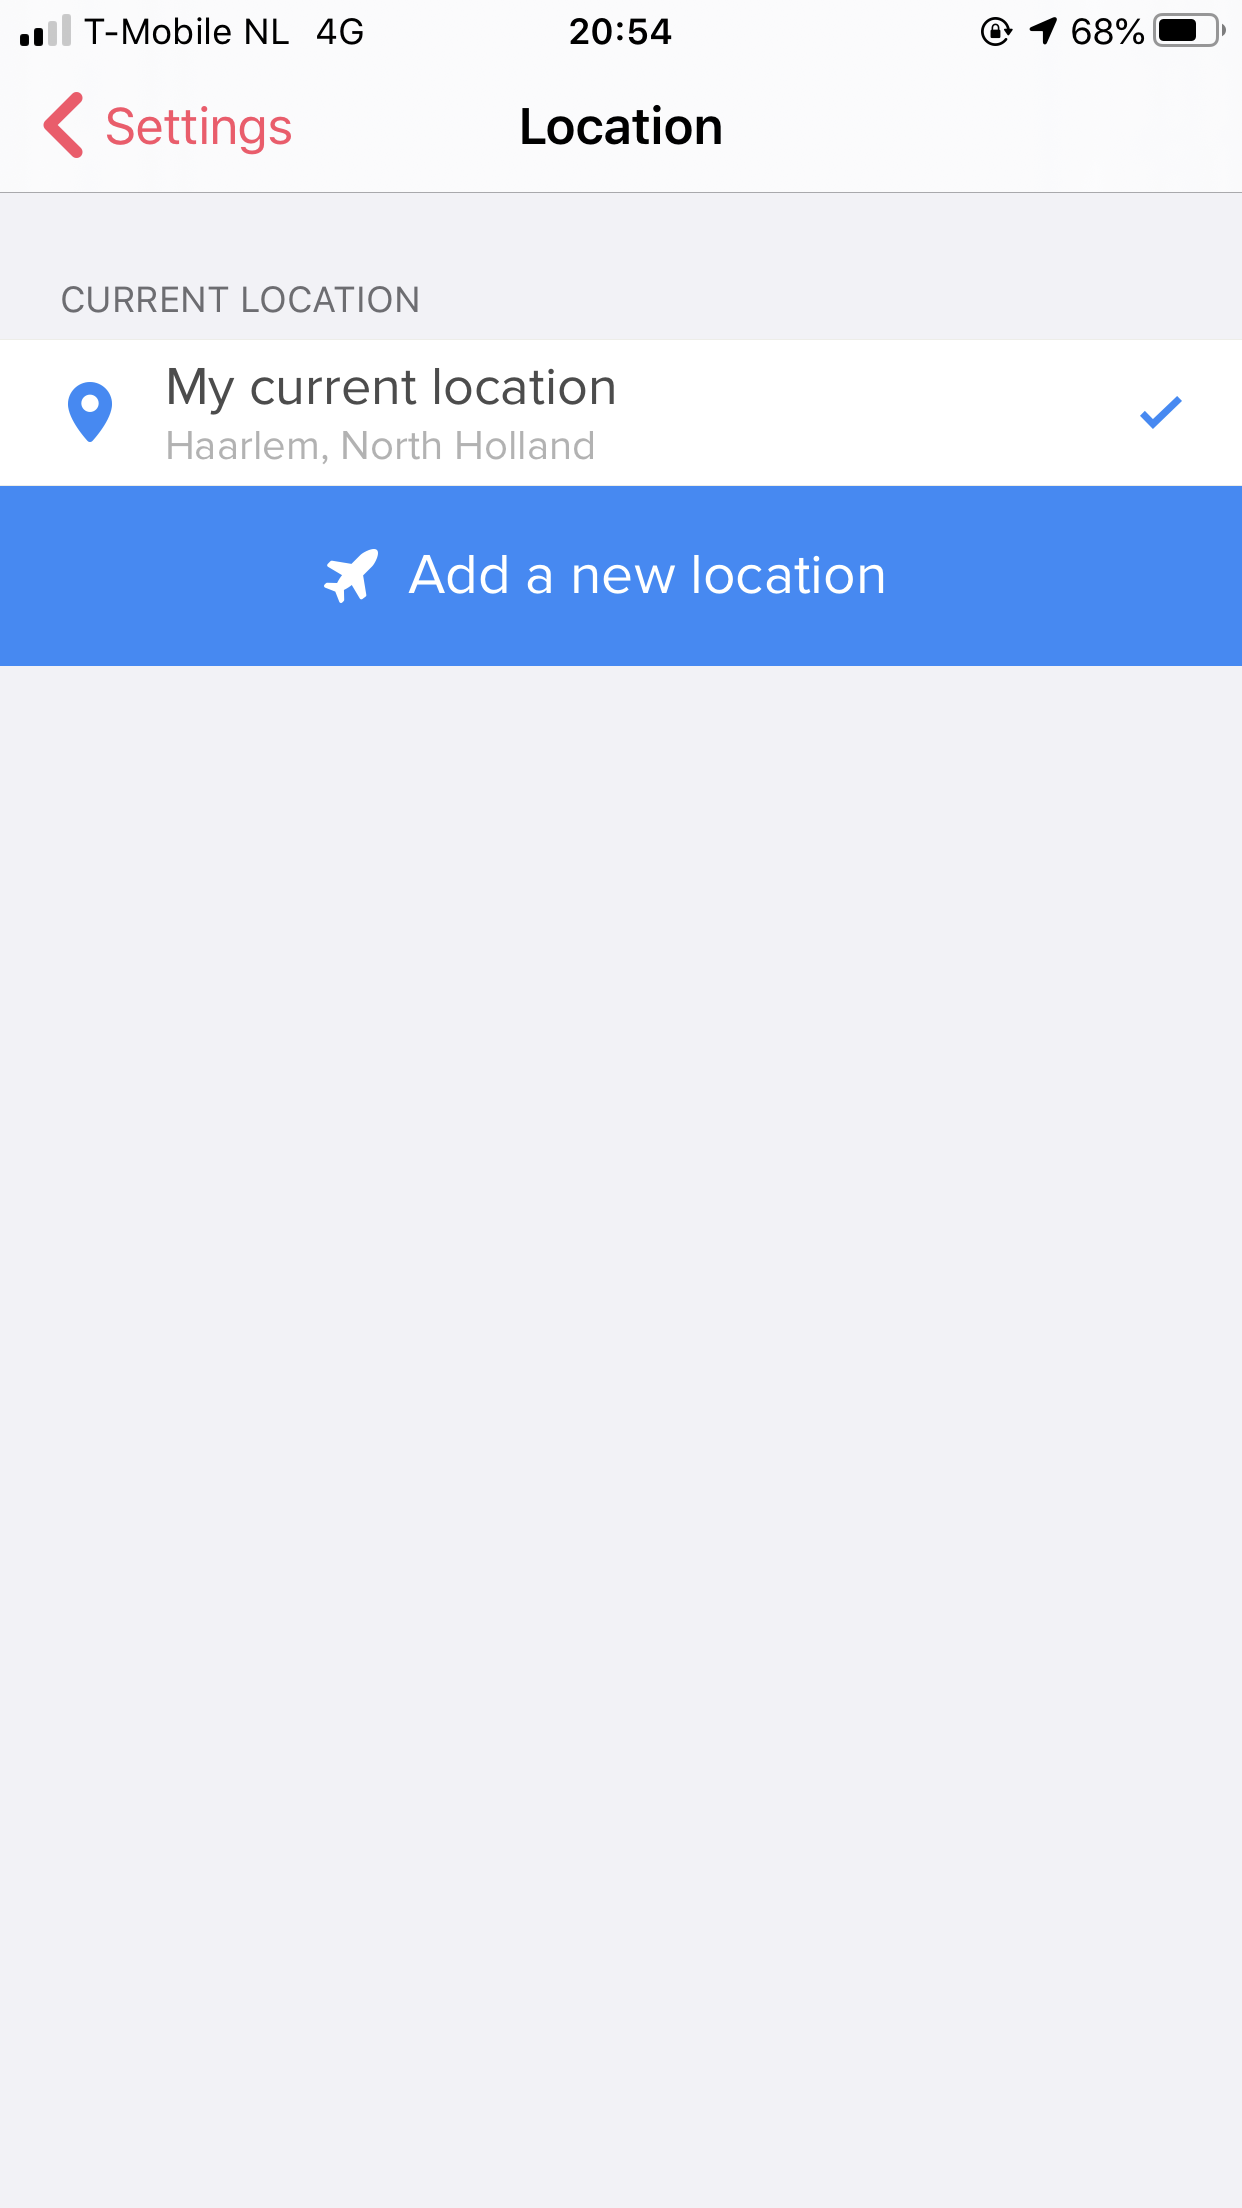 T-Mobile NL 4G 20:54 68%
Settings Location
CURRENT LOCATION
My current location
Haarlem, North Holland
Add a new location